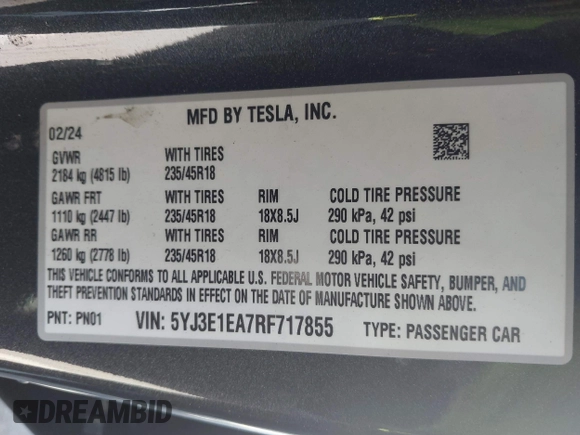 MFD BY TESLA, INC.
02/24
GVWR WITH TIRES
2184 kg (4815 lb) 235/45R18
GAWR FRT WITH TIRES RIM COLD TIRE PRESSURE
1110 kg (2447 lb) 235/45R18 18X8.5J 290 kPa, 42 psi
GAWR RR WITH TIRES RIM COLD TIRE PRESSURE
1260 kg (2778 lb) 235/45R18 18X8.5J 290 kPa, 42 psi
THIS VEHICLE CONFORMS TO ALL APPLICABLE U.S. FEDERAL MOTOR VEHICLE SAFETY, BUMPER, AND
THEFT PREVENTION STANDARDS IN EFFECT ON THE DATE OF MANUFACTURE SHOWN ABOVE.
PNT: PN01 VIN: 5YJ3E1EA7RF717855 TYPE: PASSENGER CAR
DREAMBID